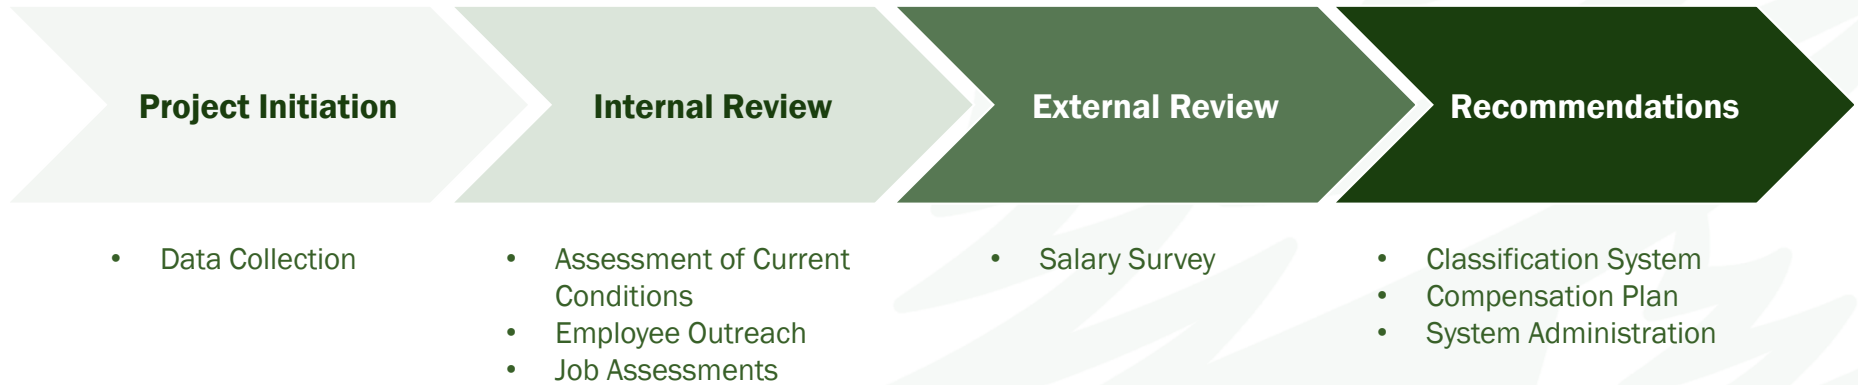 Project Initiation
Internal Review
External Review
Recommendations
• Data Collection
• Assessment of Current
Conditions
• Employee Outreach
• Job Assessments
• Salary Survey
• Classification System
• Compensation Plan
• System Administration